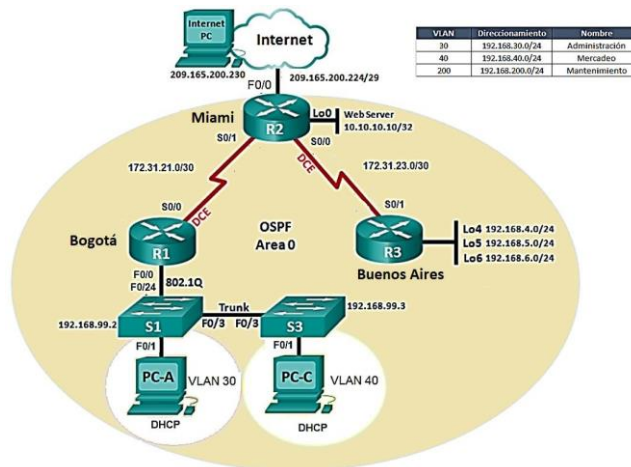 Internet
PC
Internet
209.165.200.230
209.165.200.224/29
VLAN Direccionamiento Nombre
30 192.168.30.0/24 Administración
40 192.168.40.0/24 Mercadeo
200 192.168.200.0/24 Mantenimiento
F0/0
Miami
R2
Lo0
Web Server
10.10.10.10/32
S0/1
S0/0
172.31.21.0/30
DCE
172.31.23.0/30
S0/0
DCE
S0/1
Bogotá
R1
OSPF
Area 0
R3
Buenos Aires
Lo4 192.168.4.0/24
Lo5 192.168.5.0/24
Lo6 192.168.6.0/24
F0/0
F0/24
802.1Q
Trunk
192.168.99.2
S1
F0/3 F0/3
S3
192.168.99.3
F0/1
F0/1
PC-A
VLAN 30
PC-C
VLAN 40
DHCP
DHCP